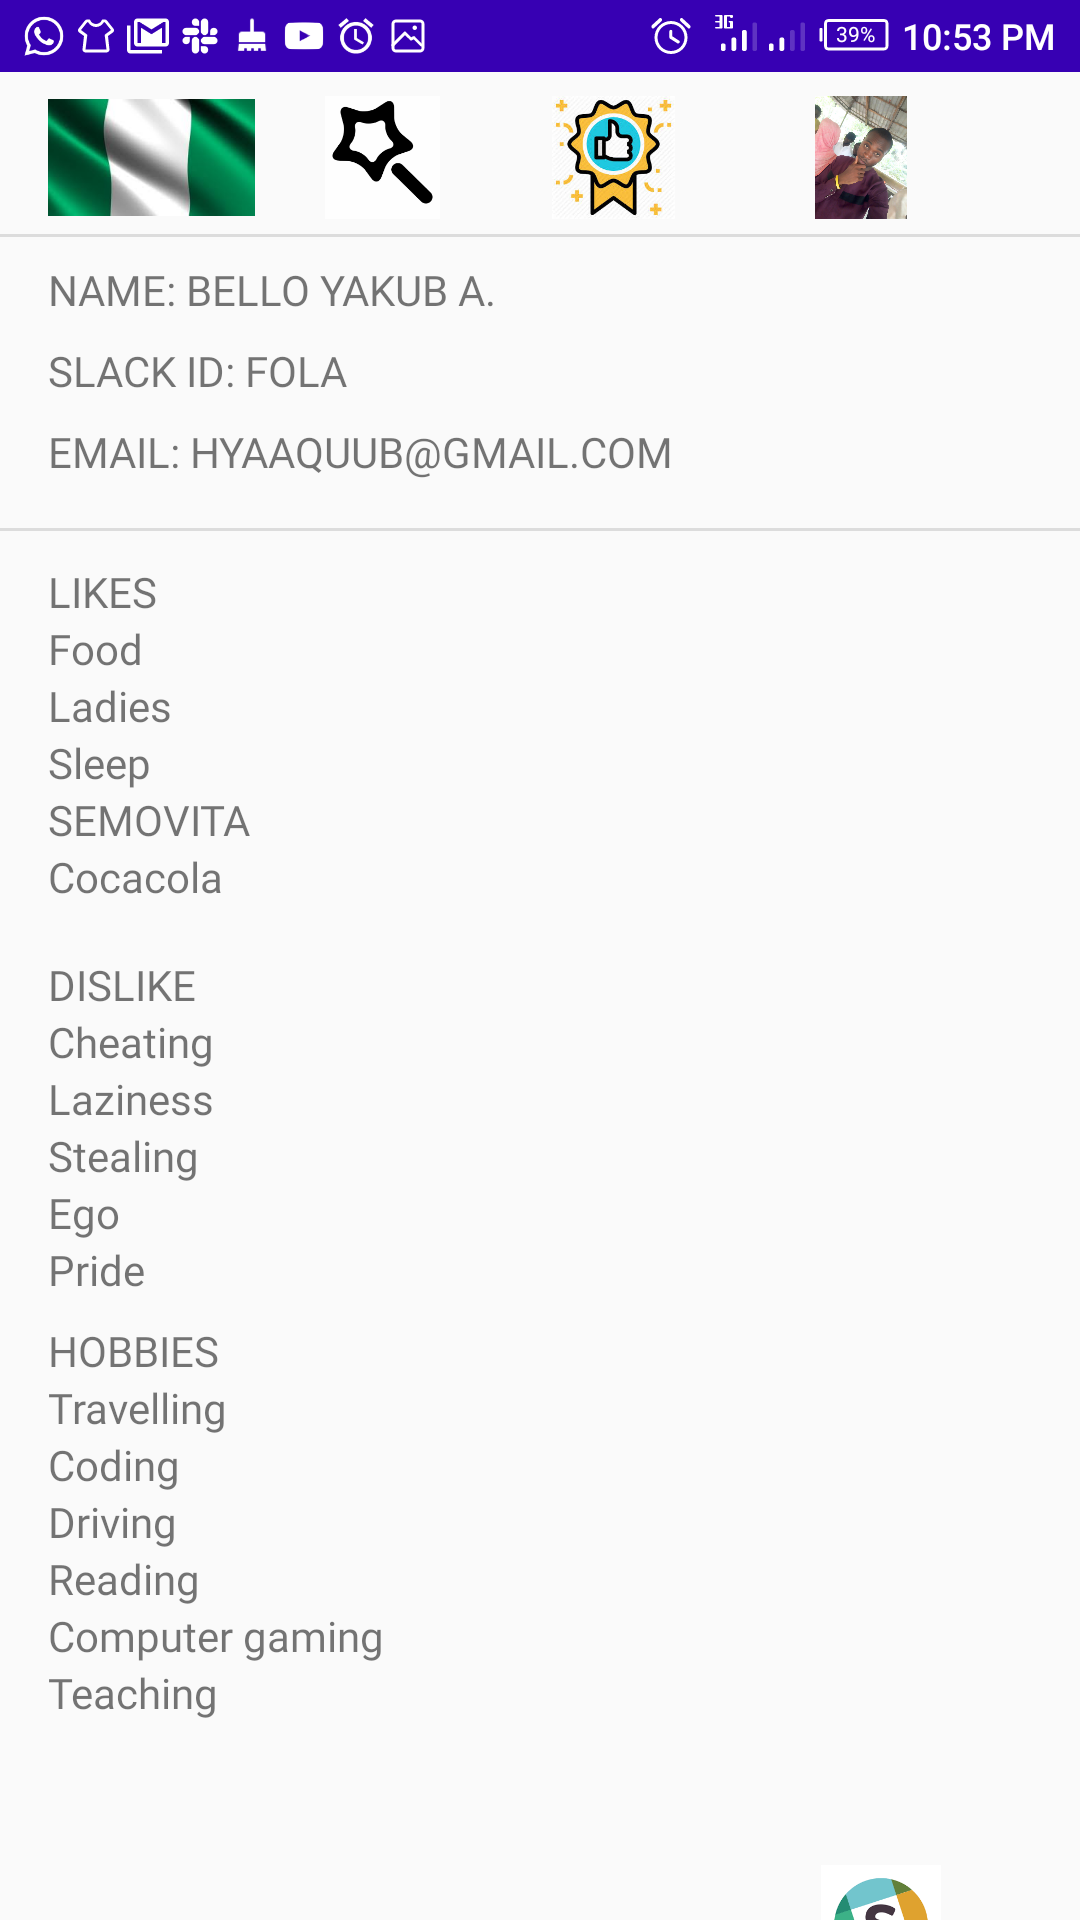 3G
39%
10:53 PM
NAME: BELLO YAKUB A.
SLACK ID: FOLA
EMAIL: HYAAQUUB@GMAIL.COM
LIKES
Food
Ladies
Sleep
SEMOVITA
Cocacola
DISLIKE
Cheating
Laziness
Stealing
Ego
Pride
HOBBIES
Travelling
Coding
Driving
Reading
Computer gaming
Teaching
S